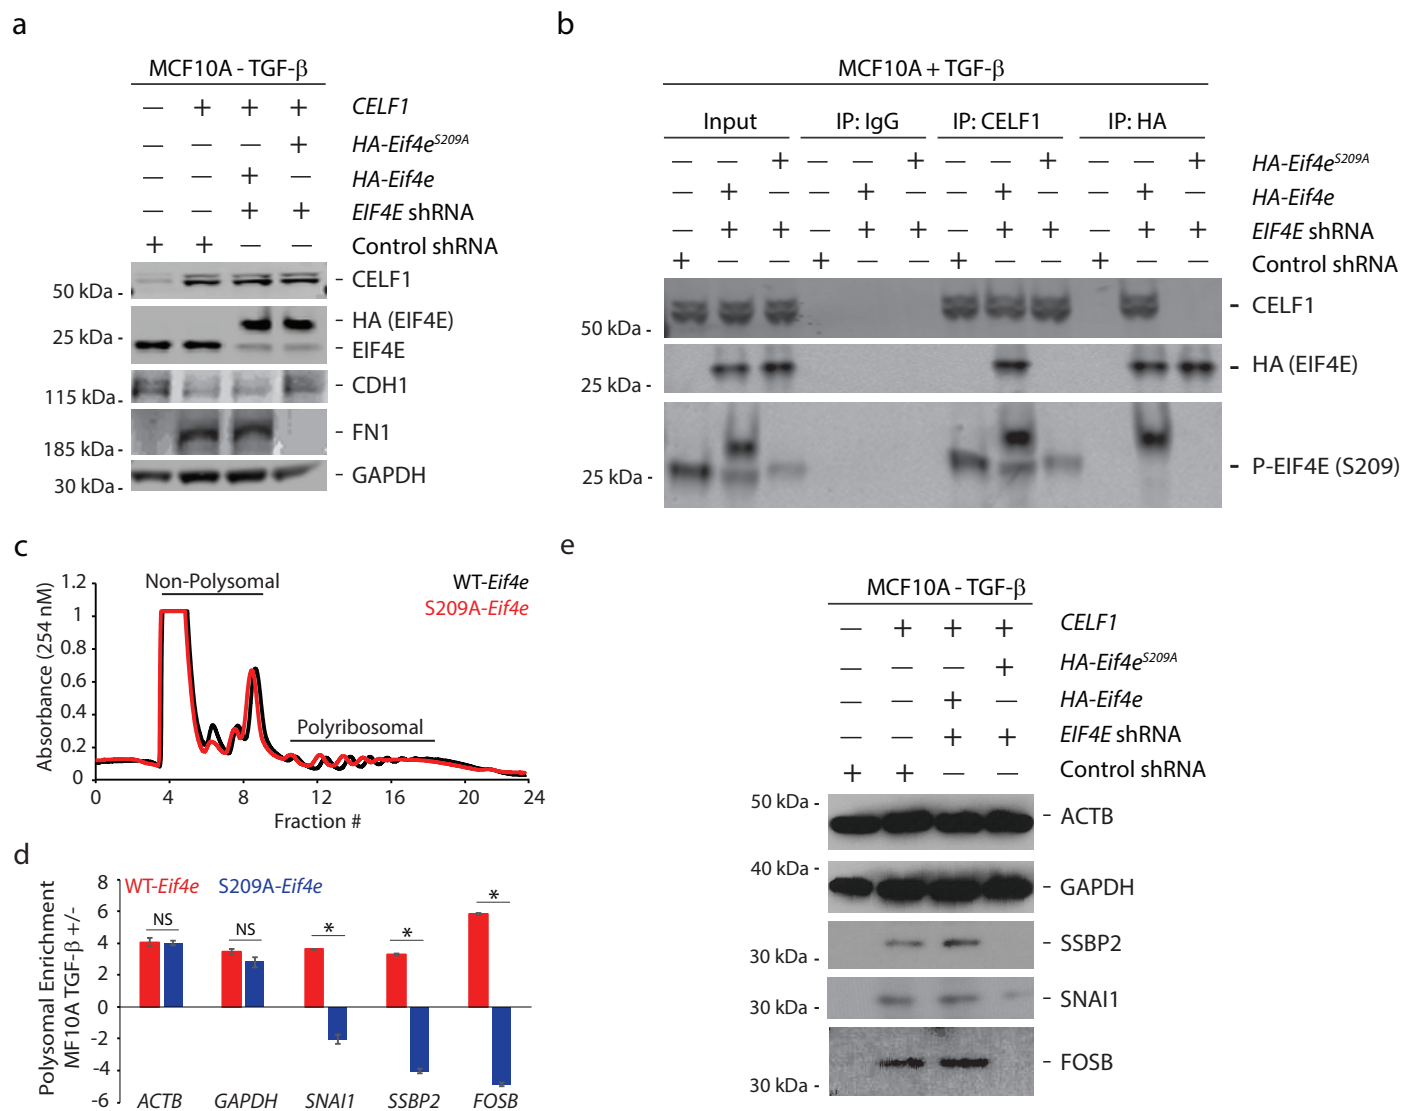 a
MCF10A - TGF-β
— + + + CELF1
— — — + HA-Eif4e^S209A
— — + — HA-Eif4e
— — + + EIF4E shRNA
+ + — — Control shRNA
50 kDa - - CELF1
- HA (EIF4E)
25 kDa - - EIF4E
115 kDa - - CDH1
185 kDa - - FN1
30 kDa - - GAPDH
b
MCF10A + TGF-β
Input IP: IgG IP: CELF1 IP: HA
— — + — — + — — + — — + HA-Eif4e^S209A
— + — — + — — + — — + — HA-Eif4e
— + + — + + — + + — + + EIF4E shRNA
+ — — + — — + — — + — — Control shRNA
50 kDa - - CELF1
25 kDa - - HA (EIF4E)
25 kDa - - P-EIF4E (S209)
c
Absorbance (254 nM)
1.2
1
0.8
0.6
0.4
0.2
0
Non-Polysomal
WT-Eif4e
S209A-Eif4e
Polyribosomal
0 4 8 12 16 20 24
Fraction #
d
Polysomal Enrichment
MF10A TGF-β +/-
8
6
4
2
0
-2
-4
-6
WT-Eif4e S209A-Eif4e
NS NS * * *
ACTB GAPDH SNAI1 SSBP2 FOSB
e
MCF10A - TGF-β
— + + + CELF1
— — — + HA-Eif4e^S209A
— — + — HA-Eif4e
— — + + EIF4E shRNA
+ + — — Control shRNA
50 kDa - - ACTB
40 kDa - - GAPDH
30 kDa - - SSBP2
30 kDa - - SNAI1
30 kDa - - FOSB